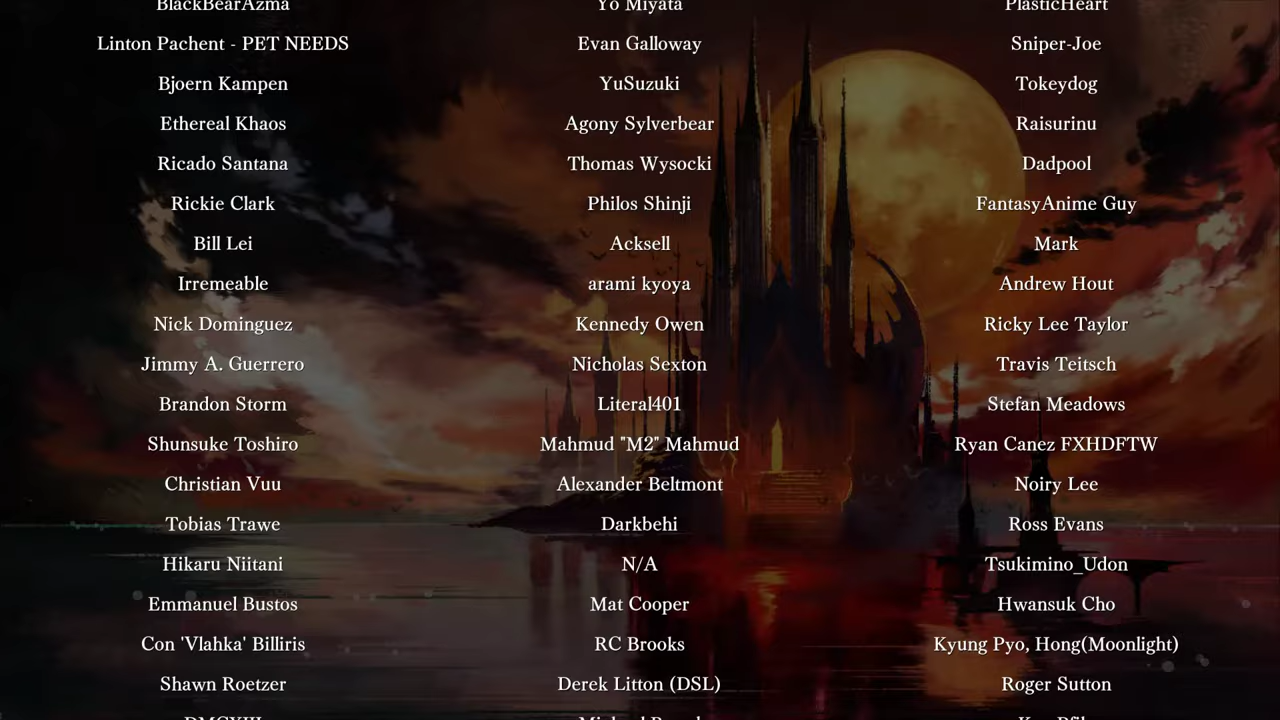 BlackBearAzma Yo Miyata PlasticHeart
Linton Pachent - PET NEEDS Evan Galloway Sniper-Joe
Bjoern Kampen YuSuzuki Tokeydog
Ethereal Khaos Agony Sylverbear Raisurinu
Ricado Santana Thomas Wysocki Dadpool
Rickie Clark Philos Shinji FantasyAnime Guy
Bill Lei Acksell Mark
Irremeable arami kyoya Andrew Hout
Nick Dominguez Kennedy Owen Ricky Lee Taylor
Jimmy A. Guerrero Nicholas Sexton Travis Teitsch
Brandon Storm Literal401 Stefan Meadows
Shunsuke Toshiro Mahmud "M2" Mahmud Ryan Canez FXHDFTW
Christian Vuu Alexander Beltmont Noiry Lee
Tobias Trawe Darkbehi Ross Evans
Hikaru Niitani N/A Tsukimino_Udon
Emmanuel Bustos Mat Cooper Hwansuk Cho
Con 'Vlahka' Billiris RC Brooks Kyung Pyo, Hong(Moonlight)
Shawn Roetzer Derek Litton (DSL) Roger Sutton
DMCXIII Michael